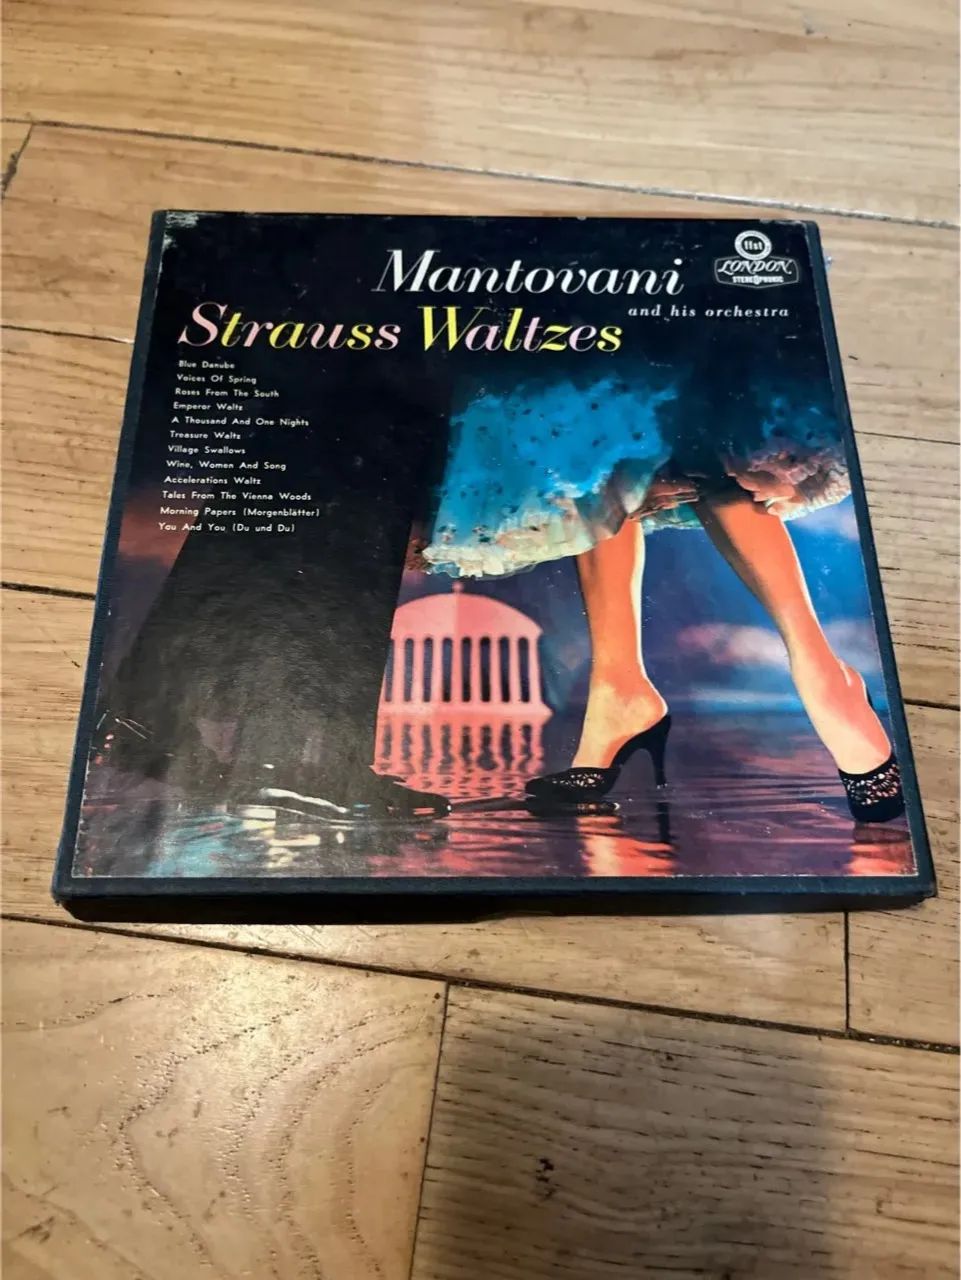 Mantovani
and his orchestra
ffss
LONDON
STEREOPHONIC
Strauss Waltzes
Blue Danube
Voices Of Spring
Roses From The South
Emperor Waltz
A Thousand And One Nights
Treasure Waltz
Village Swallows
Wine, Women And Song
Accelerations Waltz
Tales From The Vienna Woods
Morning Papers (Morgenblätter)
You And You (Du und Du)